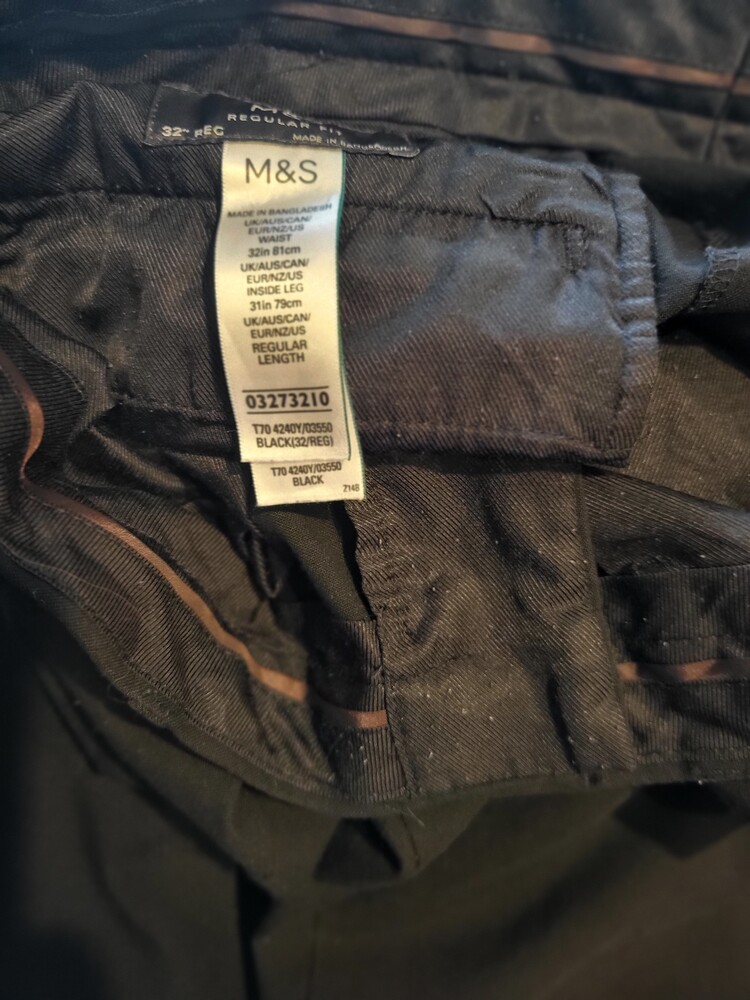 REGULAR FIT
32" REG
MADE IN BANGLADESH
M&S
MADE IN BANGLADESH
UK/AUS/CAN/
EUR/NZ/US
WAIST
32in 81cm
UK/AUS/CAN/
EUR/NZ/US
INSIDE LEG
31in 79cm
UK/AUS/CAN/
EUR/NZ/US
REGULAR
LENGTH
03273210
T70 4240Y/03550
BLACK(32/REG)
T70 4240Y/03550
BLACK
Z14B